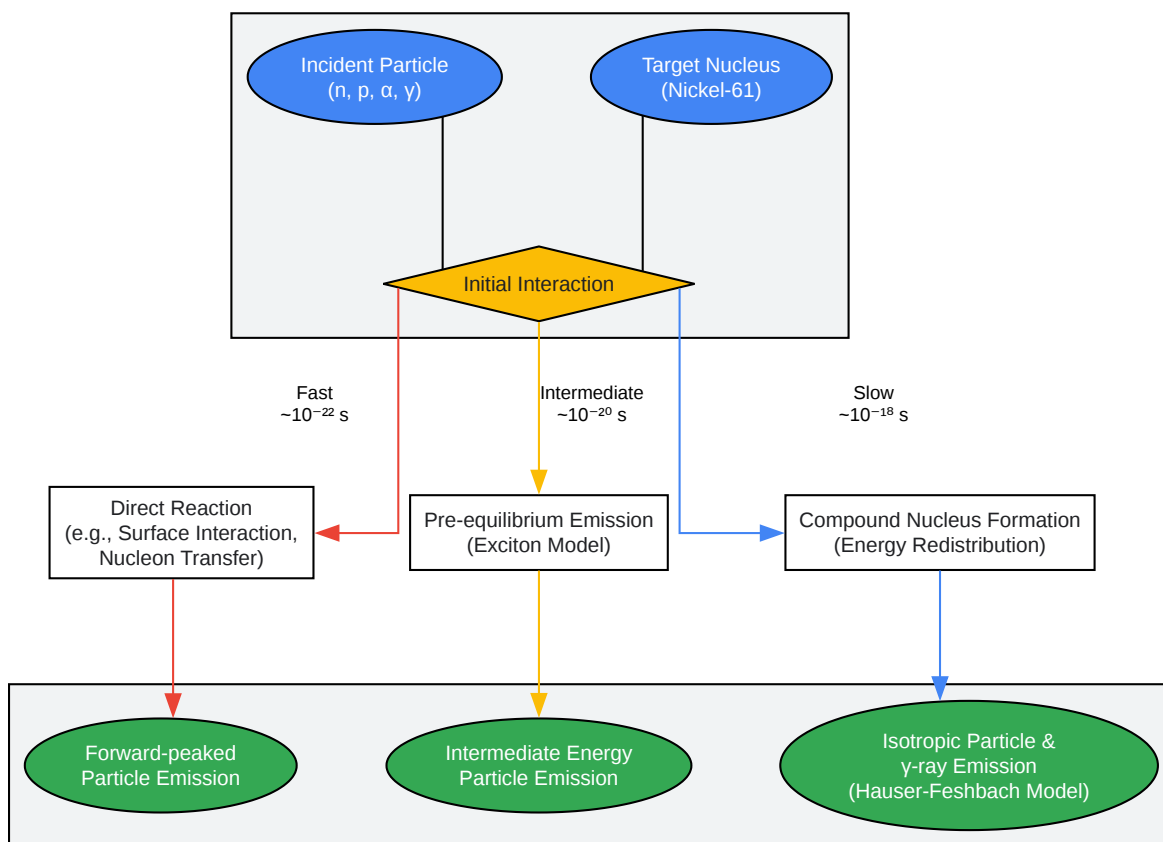 Incident Particle
(n, p, α, γ)
Target Nucleus
(Nickel-61)
Initial Interaction
Fast
~10⁻²² s
Intermediate
~10⁻²⁰ s
Slow
~10⁻¹⁸ s
Direct Reaction
(e.g., Surface Interaction,
Nucleon Transfer)
Pre-equilibrium Emission
(Exciton Model)
Compound Nucleus Formation
(Energy Redistribution)
Forward-peaked
Particle Emission
Intermediate Energy
Particle Emission
Isotropic Particle &
γ-ray Emission
(Hauser-Feshbach Model)